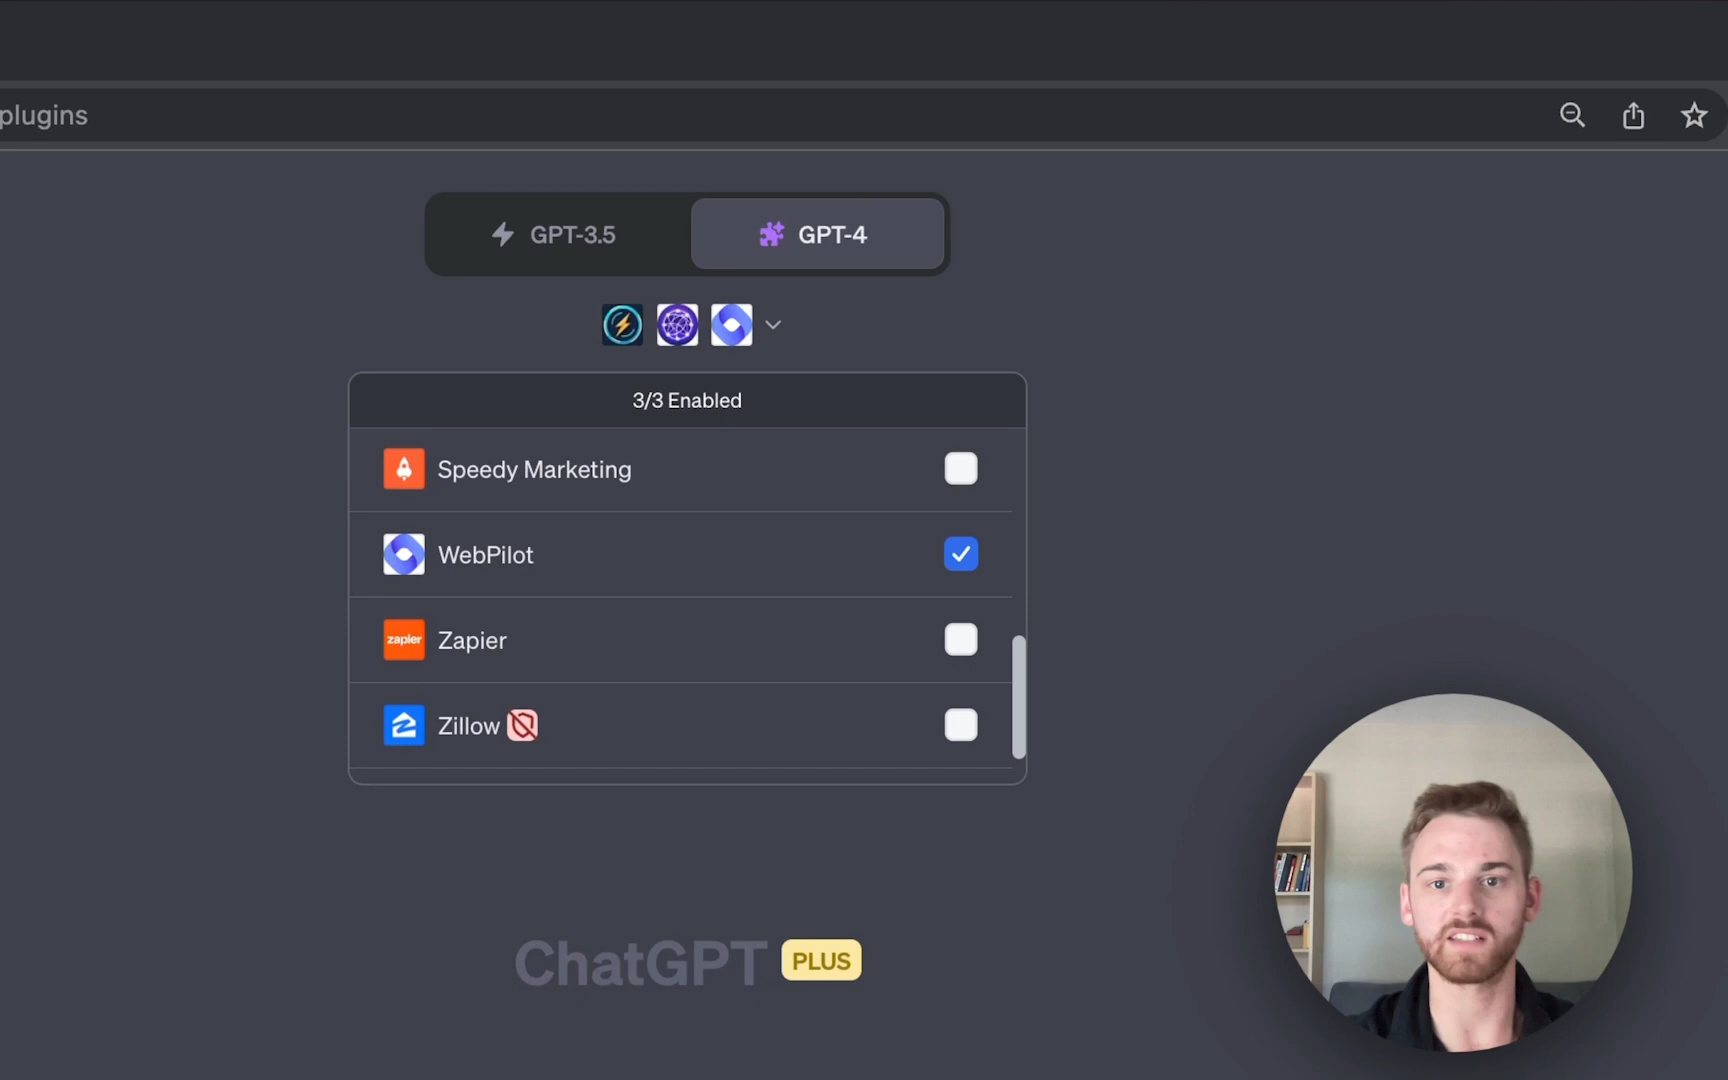 plugins
GPT-3.5
GPT-4
3/3 Enabled
Speedy Marketing
WebPilot
zapier
Zapier
Zillow
ChatGPT PLUS